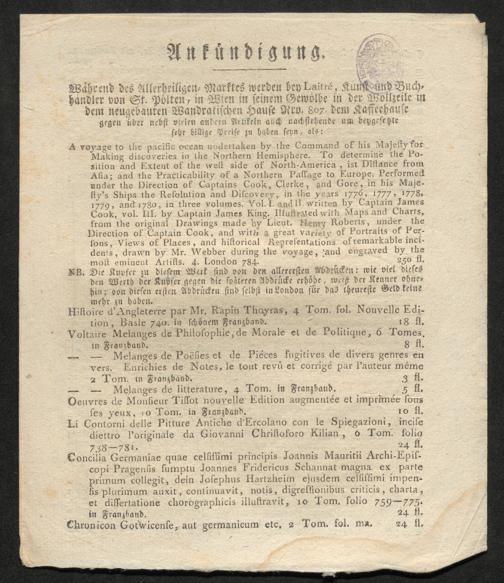 Ankündigung.
Während des Allerheiligen-Marktes werden bey Laitré, Kunst und Buch-
händler von St. Pölten, in Wien in seinem Gewölbe in der Wollzeile in
dem neugebauten Wandratischen Hause Nro. 807. dem Kaffeehause
gegen über nebst vielen andern Artikeln auch nachstehende um beygesetzte
sehr billige Preise zu haben seyn, als:
A voyage to the pacific ocean undertaken by the Command of his Majesty for
Making discoveries in the Northern Hemisphere. To determine the Po-
sition and Extent of the west side of North-America, ist Distance from
Asia; and the Practicability of a Northern Passage to Europe. Performed
under the Direction of Captains Cook, Clerke, and Gore, in his Maje-
sty's Ships the Resolution and Discovery, in the years 1776, 1777, 1778.
1779, and 1780, in three volumes. Vol. I. and II. written by Captain James
Cook, vol. III. by Captain James King. Illustrated with Maps and Charts,
from the original Drawings made by Lieut. Henry Roberts, under the
Direction of Captain Cook, and with a great variety of Portraits of Per-
sons, Views of Places, and historical Representations of remarkable inci-
dents, drawn by Mr. Webber during the voyage, and engraved by the
most eminent Artists. 4. London 784. 250 fl.
NB. Die Kupfer zu diesem Werk sind von den allerersten Abdrücken: wie viel dieses
den Werth der Kupfer gegen die späteren Abdrücke erhöhe, weiß der Kenner ohne-
hin; von diesen ersten Abdrücken sind selbst in London für das theureste Geld keine
mehr zu haben.
Histoire d'Angleterre par Mr. Rapin Thoyras, 4 Tom. fol. Nouvelle Edi-
tion, Basle 740. in schönem Franzband. 18 fl.
Voltaire Melanges de Philosophie, de Morale et de Politique, 6 Tomes,
in Franzband. 8 fl.
— — Melanges de Poësies et de Piéces fugitives de divers genres en
vers. Enrichies de Notes, le tout revû et corrigé par l'auteur même
2 Tom. in Franzband. 3 fl.
— — Melanges de litterature, 4 Tom. in Franzband. 5 fl.
Oeuvres de Monsieur Tissot nouvelle Edition augmentée et imprimée sous
ses yeux, 10 Tom. in Franzband. 10 fl.
Li Contorni delle Pitture Antiche d'Ercolano con le Spiegazioni, incise
diettro l'originale da Giovanni Christoforo Kilian, 6 Tom. folio
738—781. 24 fl.
Concilia Germaniae quae celsissimi principis Joannis Mauritii Archi-Epis-
copi Pragensis sumptu Joannes Fridericus Schannat magna ex parte
primum collegit, dein Josephus Hartzheim ejusdem celsissimi impen-
sis plurimum auxit, continuavit, notis, digressionibus criticis, charta,
et dissertatione chorographicis illustravit, 10 Tom. folio 759—775.
in Franzband. 24 fl.
Chronicon Gotwicense, aut germanicum etc. 2 Tom. fol. ma. 24 fl.